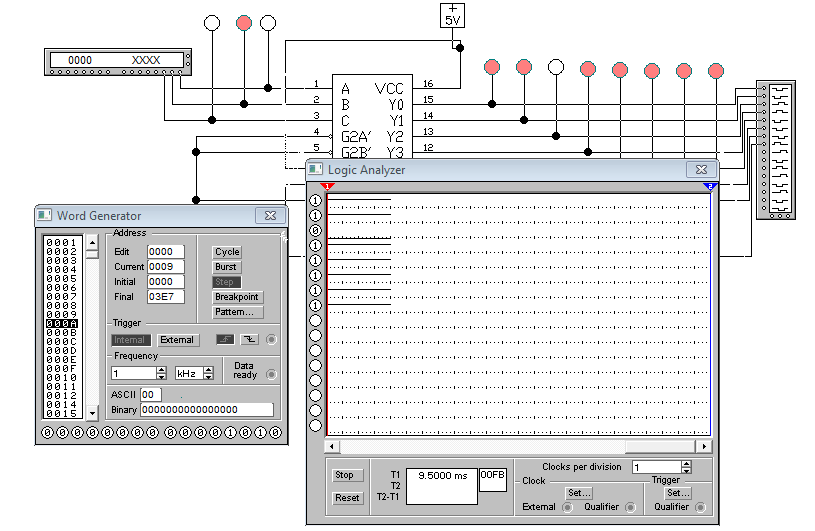 +
5V
0000 XXXX
1 A VCC 16
2 B Y0 15
3 C Y1 14
4 G2A' Y2 13
5 G2B' Y3 12
Logic Analyzer
1 2
1
1
0
1
1
1
1
1
Stop
Reset
T1 9.5000 ms 00FB
T2
T2-T1
Clocks per division 1
Clock
Set...
External Qualifier
Trigger
Set...
Qualifier
Word Generator
0001
0002
0003
0004
0005
0006
0007
0008
0009
000A
000B
000C
000D
000E
000F
0010
0011
0012
0014
0015
Address
Edit 0000
Current 0009
Initial 0000
Final 03E7
Cycle
Burst
Step
Breakpoint
Pattern...
Trigger
Internal External
Frequency
1 kHz
Data
ready
ASCII 00
Binary 0000000000000000
0 0 0 0 0 0 0 0 0 0 0 0 1 0 1 0